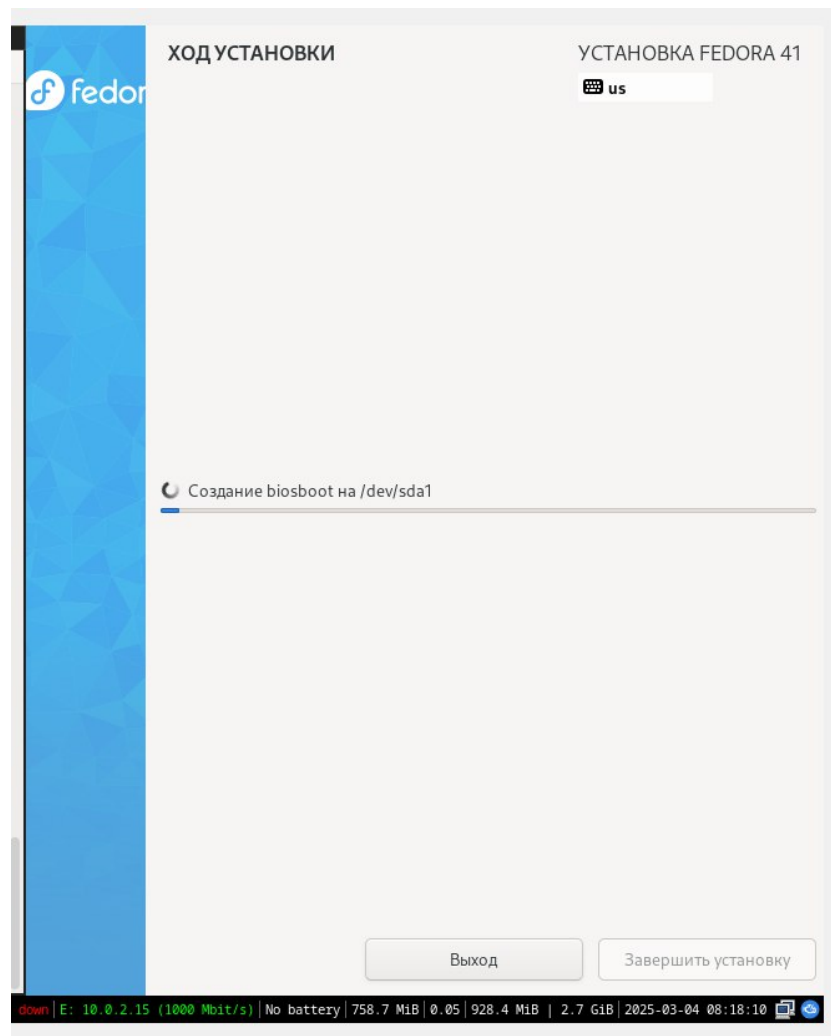 ХОД УСТАНОВКИ
УСТАНОВКА FEDORA 41
us
fedor
Создание biosboot на /dev/sda1
Выход
Завершить установку
down | E: 10.0.2.15 (1000 Mbit/s) | No battery | 758.7 MiB | 0.05 | 928.4 MiB | 2.7 GiB | 2025-03-04 08:18:10